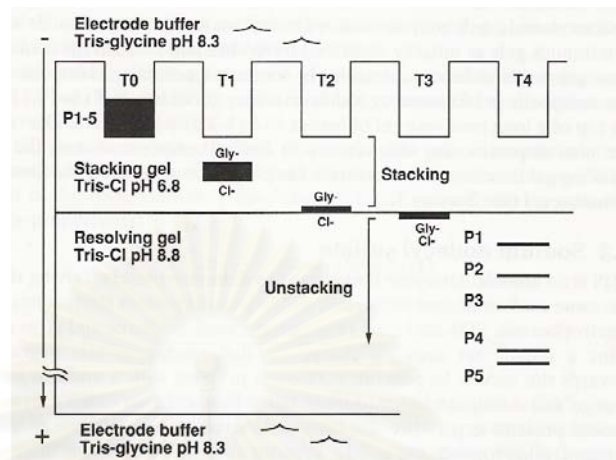 Electrode buffer
Tris-glycine pH 8.3
-
T0
T1
T2
T3
T4
P1-5
Stacking gel
Tris-Cl pH 6.8
Gly-
Cl-
Stacking
Gly-
Cl-
Gly-
Cl-
Resolving gel
Tris-Cl pH 8.8
Unstacking
P1
P2
P3
P4
P5
+
Electrode buffer
Tris-glycine pH 8.3